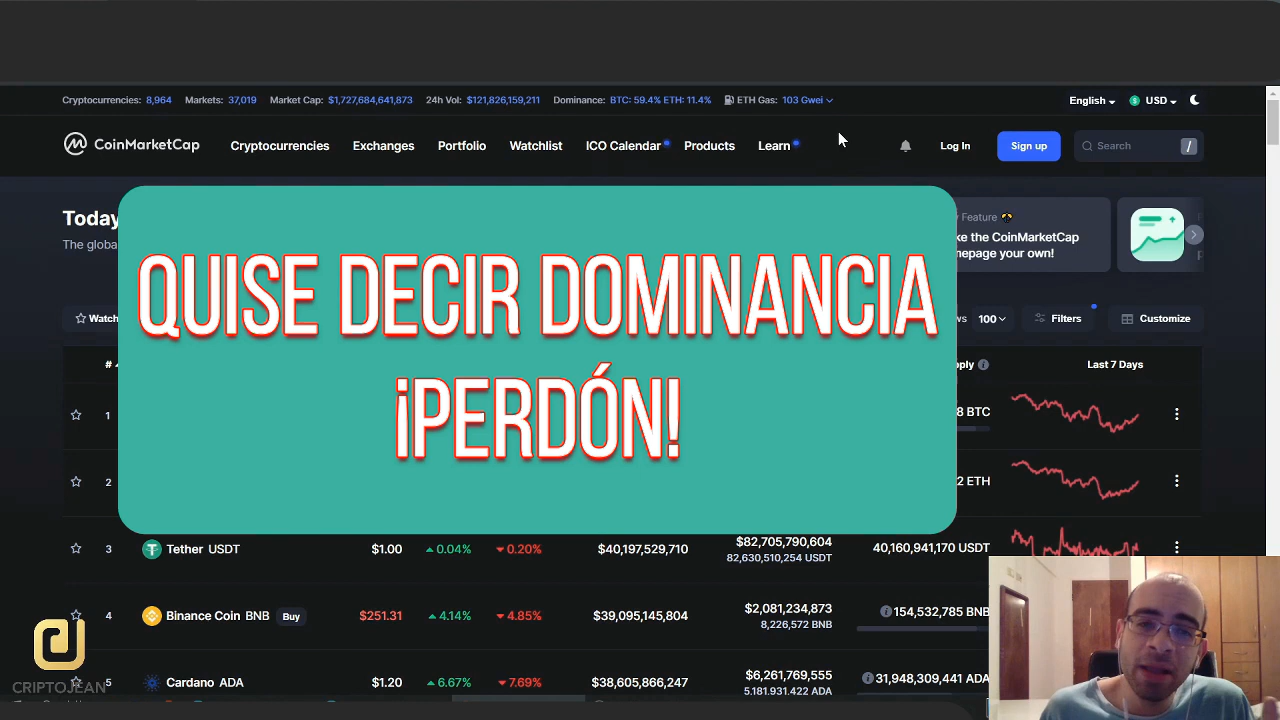 Cryptocurrencies: 8,964 Markets: 37,019 Market Cap: $1,727,684,641,873 24h Vol: $121,826,159,211 Dominance: BTC: 59.4% ETH: 11.4% ETH Gas: 103 Gwei English USD
CoinMarketCap Cryptocurrencies Exchanges Portfolio Watchlist ICO Calendar Products Learn Log In Sign up Search /
Today Feature
The global ke the CoinMarketCap
mepage your own!
QUISE DECIR DOMINANCIA
¡PERDÓN!
Watch 100 Filters Customize
# pply Last 7 Days
1 8 BTC
2 2 ETH
3 Tether USDT $1.00 0.04% 0.20% $40,197,529,710 $82,705,790,604 40,160,941,170 USDT
82,630,510,254 USDT
4 Binance Coin BNB Buy $251.31 4.14% 4.85% $39,095,145,804 $2,081,234,873 154,532,785 BNB
8,226,572 BNB
5 Cardano ADA $1.20 6.67% 7.69% $38,605,866,247 $6,261,769,555 31,948,309,441 ADA
5,181,931,422 ADA
CRIPTOJEAN